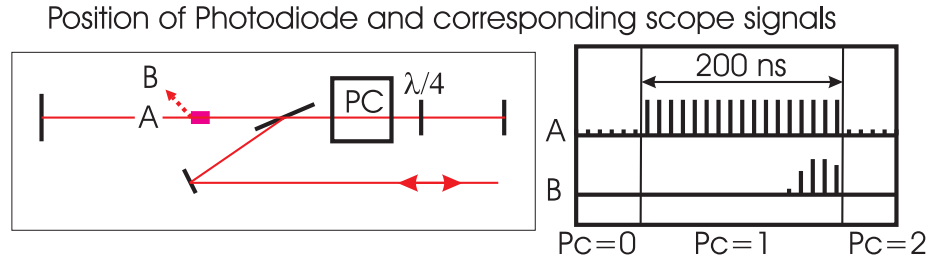 Position of Photodiode and corresponding scope signals
B
A
PC
λ/4
200 ns
A
B
Pc=0
Pc=1
Pc=2